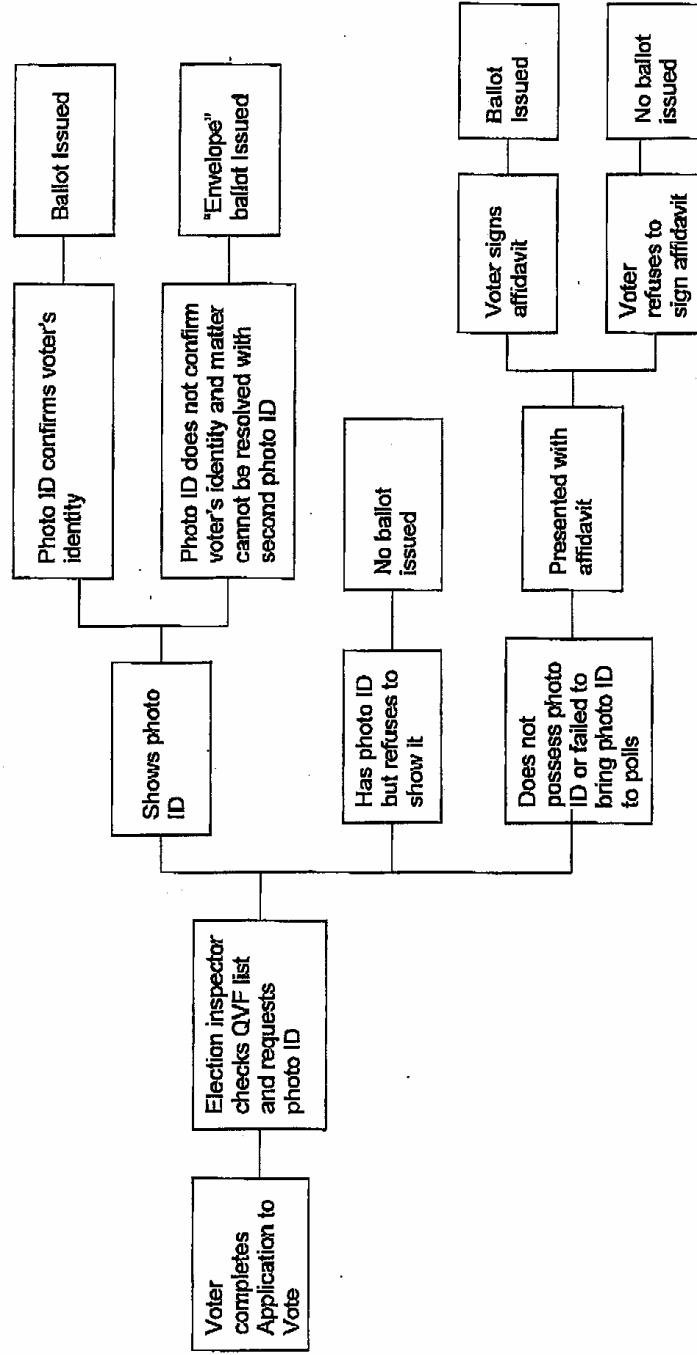 Voter
completes
Application to
Vote
Election inspector
checks QVF list
and requests
photo ID
Shows photo
ID
Photo ID confirms voter's
identity
Ballot Issued
Photo ID does not confirm
voter's identity and matter
cannot be resolved with
second photo ID
"Envelope"
ballot Issued
Has photo ID
but refuses to
show it
No ballot
issued
Does not
possess photo
ID or failed to
bring photo ID
to polls
Presented with
affidavit
Voter signs
affidavit
Ballot
Issued
Voter
refuses to
sign affidavit
No ballot
issued